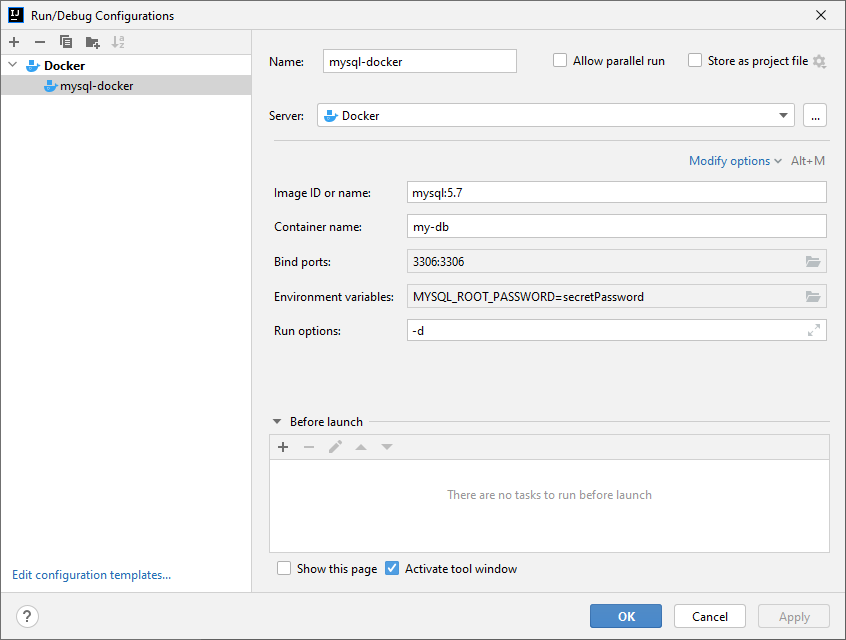 Run/Debug Configurations
Docker
mysql-docker
Name: mysql-docker Allow parallel run Store as project file
Server: Docker ...
Modify options Alt+M
Image ID or name: mysql:5.7
Container name: my-db
Bind ports: 3306:3306
Environment variables: MYSQL_ROOT_PASSWORD=secretPassword
Run options: -d
Before launch
There are no tasks to run before launch
Show this page Activate tool window
Edit configuration templates...
? OK Cancel Apply